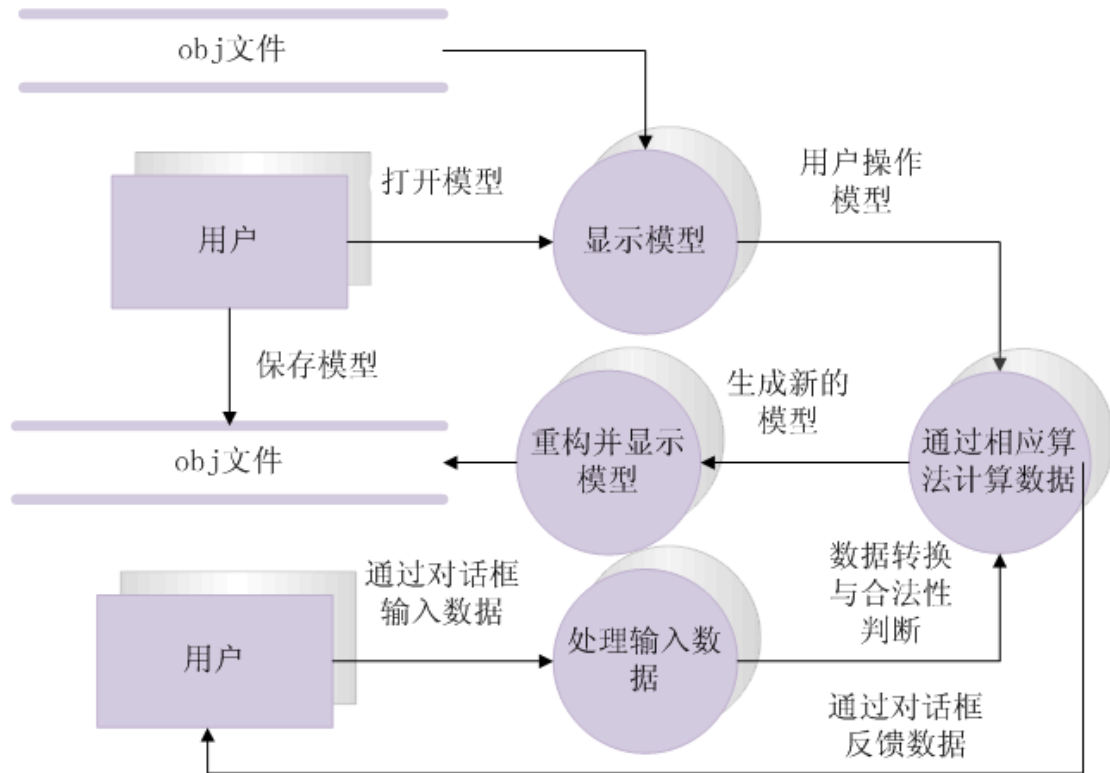 obj文件
打开模型
用户操作
模型
用户
显示模型
保存模型
生成新的
模型
obj文件
重构并显示
模型
通过相应算
法计算数据
通过对话框
输入数据
数据转换
与合法性
判断
用户
处理输入数
据
通过对话框
反馈数据